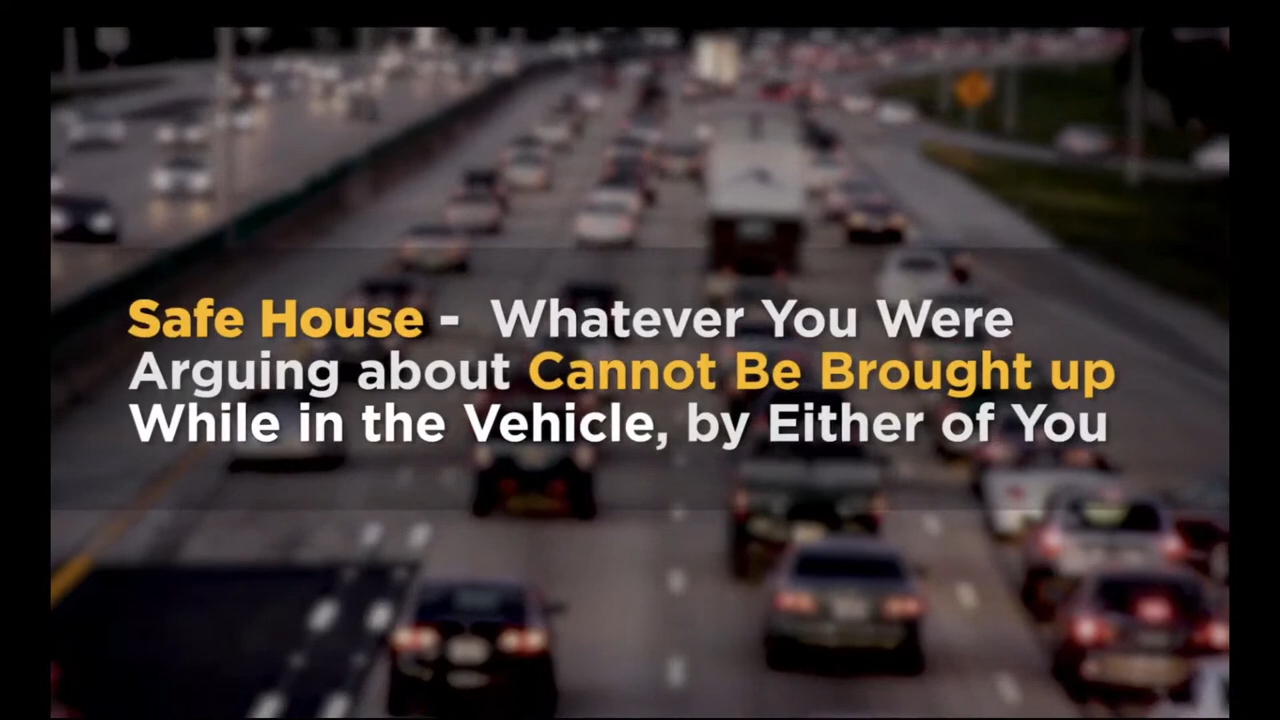 Safe House - Whatever You Were
Arguing about Cannot Be Brought up
While in the Vehicle, by Either of You